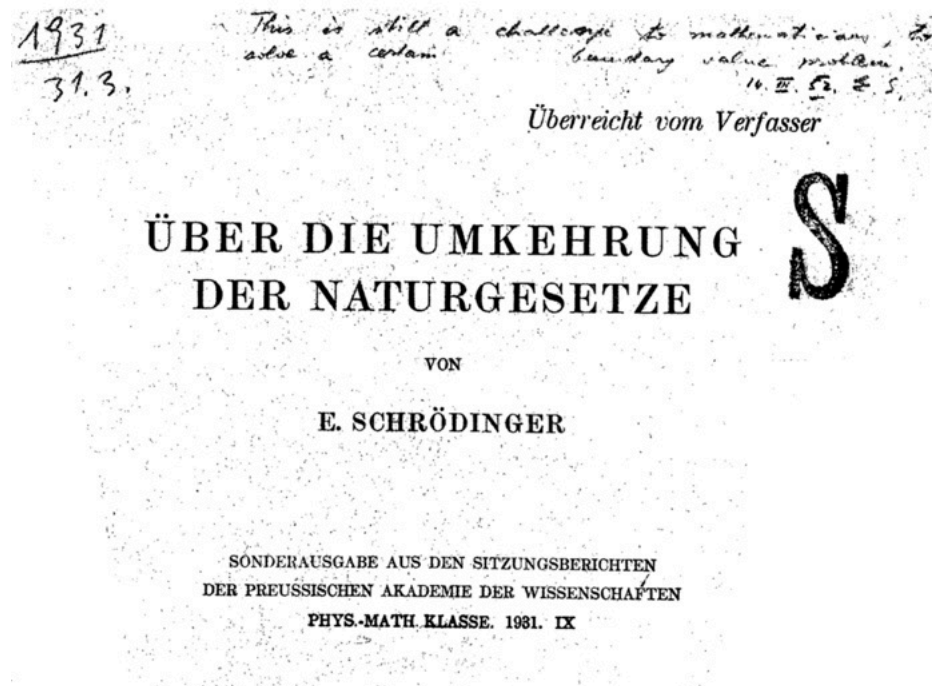 1931
31.3.
This is still a challenge to mathematicians, to
solve a certain boundary value problem.
14. III. 52. E. S.
Überreicht vom Verfasser
S
ÜBER DIE UMKEHRUNG
DER NATURGESETZE
VON
E. SCHRÖDINGER
SONDERAUSGABE AUS DEN SITZUNGSBERICHTEN
DER PREUSSISCHEN AKADEMIE DER WISSENSCHAFTEN
PHYS.-MATH. KLASSE. 1931. IX